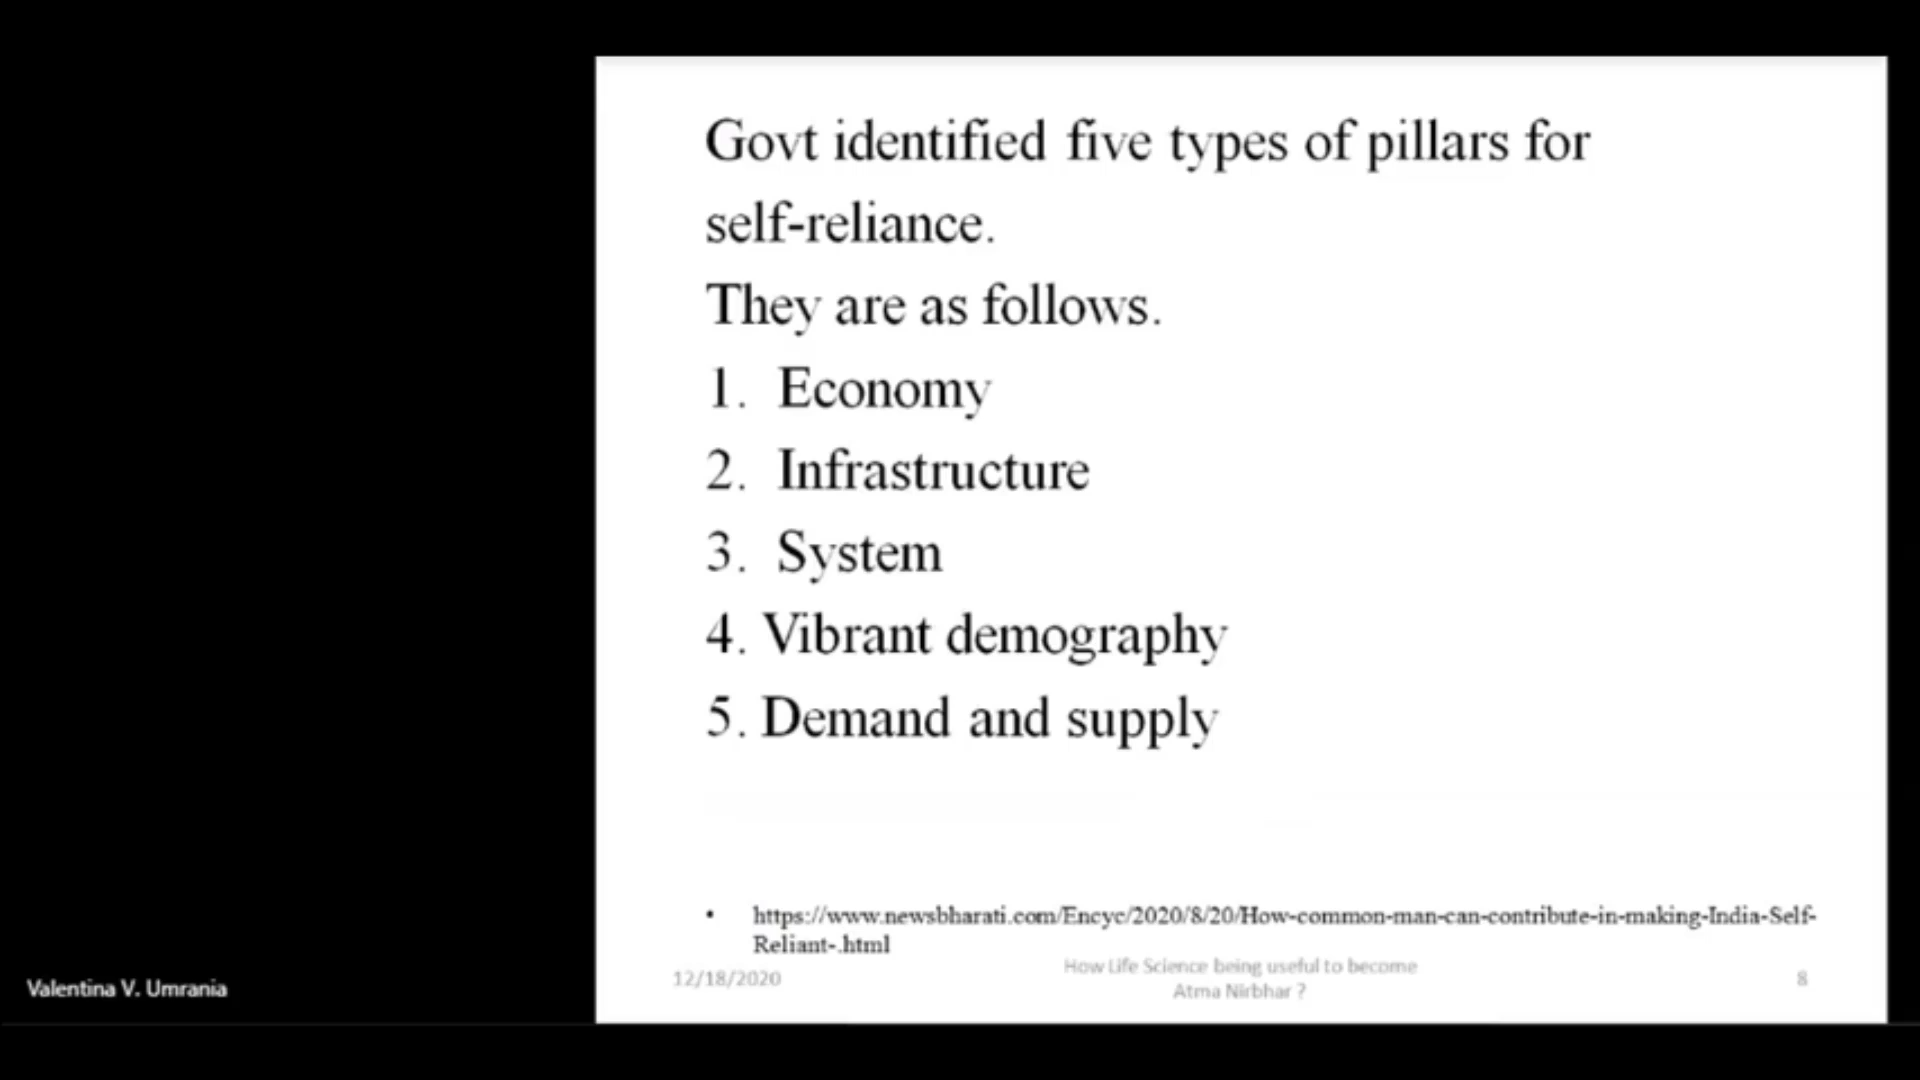 Govt identified five types of pillars for
self-reliance.
They are as follows.
1. Economy
2. Infrastructure
3. System
4. Vibrant demography
5. Demand and supply
• https://www.newsbharati.com/Encyc/2020/8/20/How-common-man-can-contribute-in-making-India-Self-
Reliant-.html
12/18/2020
How Life Science being useful to become
Atma Nirbhar ?
8
Valentina V. Umrania